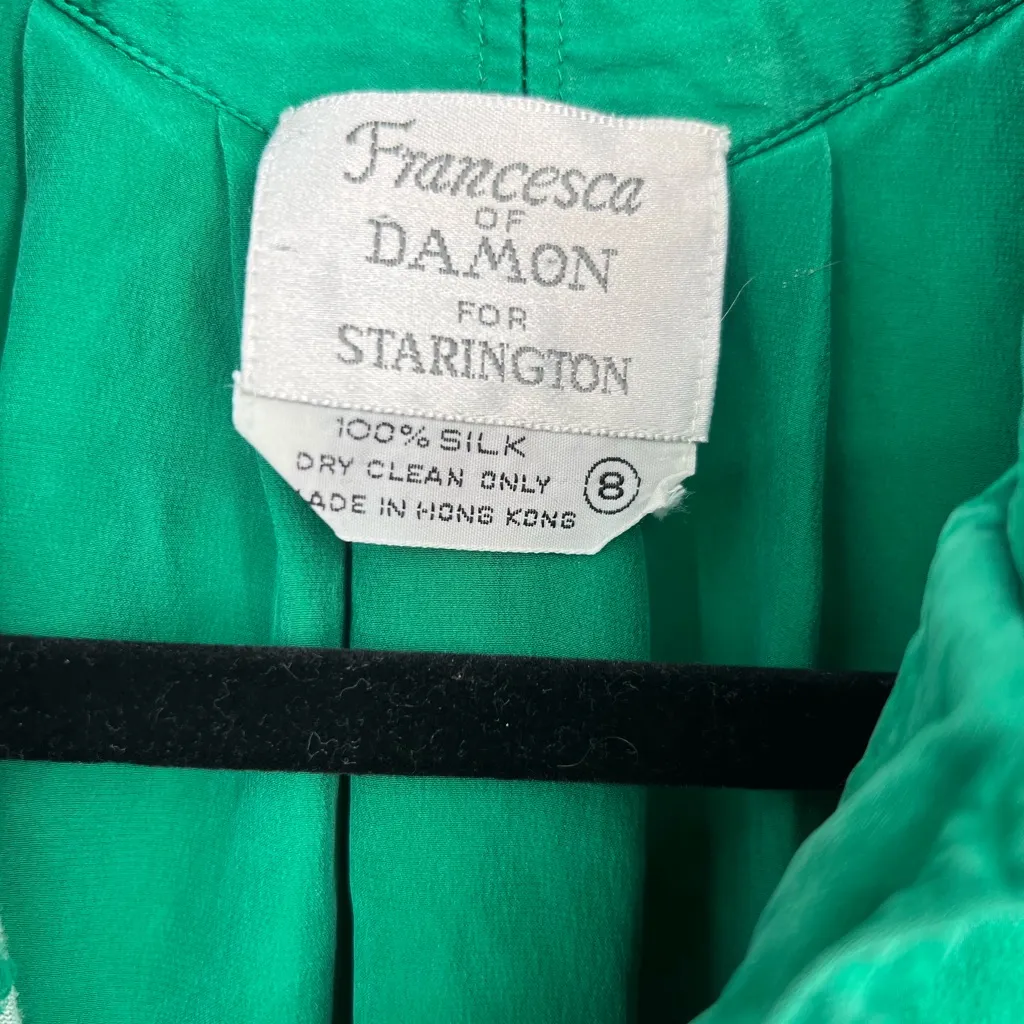 Francesca
OF
DAMON
FOR
STARINGTON
100% SILK
DRY CLEAN ONLY
8
MADE IN HONG KONG